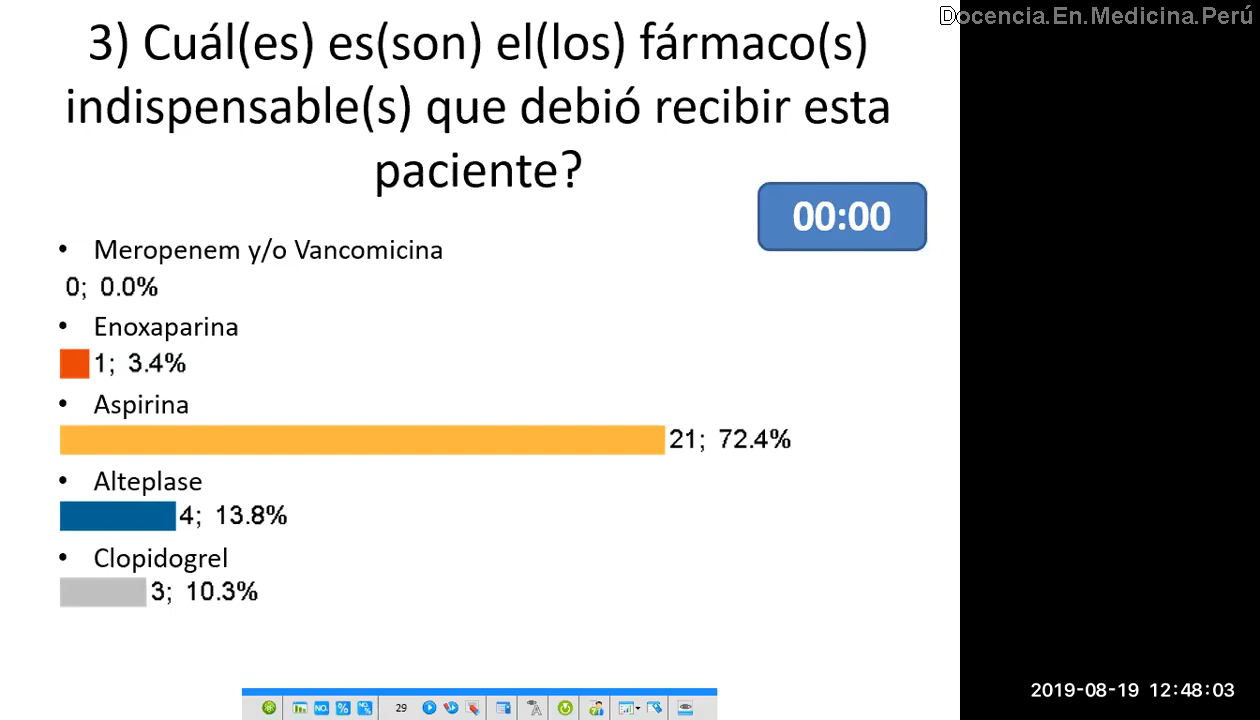 Docencia.En.Medicina.Perú
3) Cuál(es) es(son) el(los) fármaco(s)
indispensable(s) que debió recibir esta
paciente?
00:00
• Meropenem y/o Vancomicina
0; 0.0%
• Enoxaparina
1; 3.4%
• Aspirina
21; 72.4%
• Alteplase
4; 13.8%
• Clopidogrel
3; 10.3%
NO. % 29
2019-08-19 12:48:03